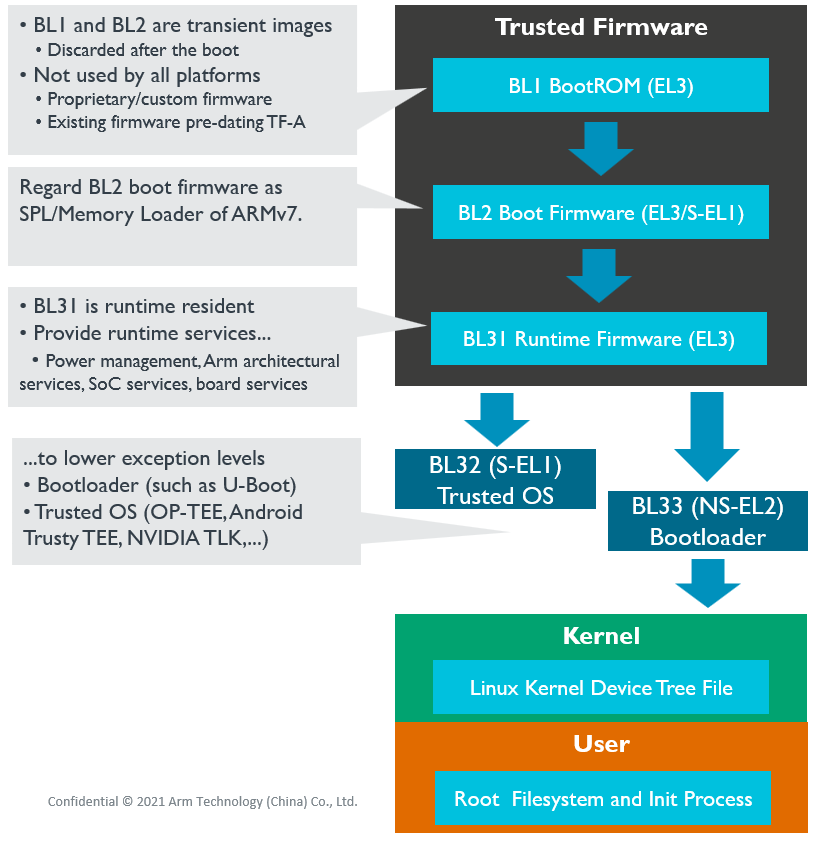 • BL1 and BL2 are transient images
• Discarded after the boot
• Not used by all platforms
• Proprietary/custom firmware
• Existing firmware pre-dating TF-A
Regard BL2 boot firmware as
SPL/Memory Loader of ARMv7.
• BL31 is runtime resident
• Provide runtime services...
• Power management, Arm architectural
services, SoC services, board services
...to lower exception levels
• Bootloader (such as U-Boot)
• Trusted OS (OP-TEE, Android
Trusty TEE, NVIDIA TLK,...)
Trusted Firmware
BL1 BootROM (EL3)
BL2 Boot Firmware (EL3/S-EL1)
BL31 Runtime Firmware (EL3)
BL32 (S-EL1)
Trusted OS
BL33 (NS-EL2)
Bootloader
Kernel
Linux Kernel Device Tree File
User
Root Filesystem and Init Process
Confidential © 2021 Arm Technology (China) Co., Ltd.